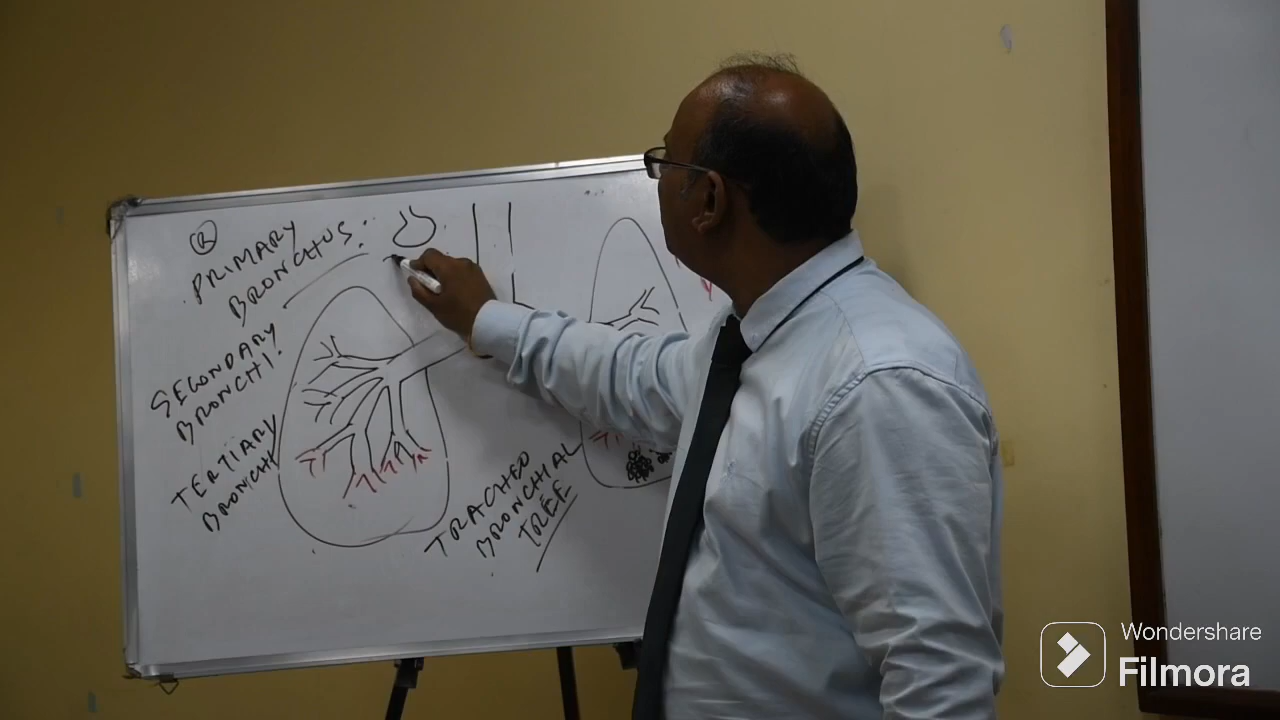 R
PRIMARY
BRONCHUS.
SECONDARY
BRONCHI.
TERTIARY
BRONCHI
TRACHEO
BRONCHIAL
TREE
Wondershare
Filmora